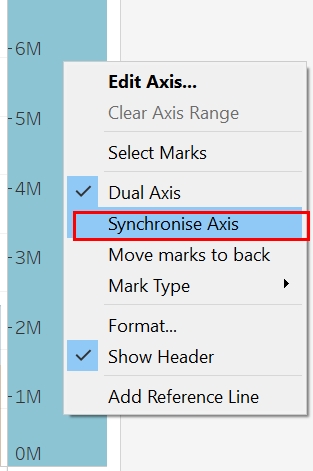 6M
5M
4M
3M
2M
1M
0M
Edit Axis...
Clear Axis Range
Select Marks
Dual Axis
Synchronise Axis
Move marks to back
Mark Type
Format...
Show Header
Add Reference Line